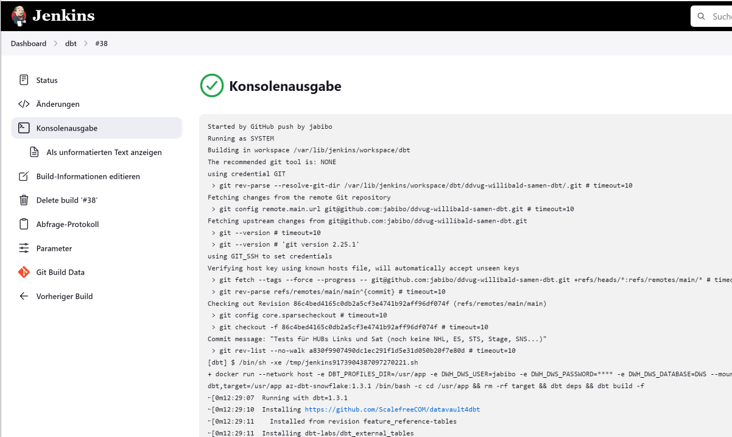 Jenkins
Such
Dashboard > dbt > #38
Status
Änderungen
Konsolenausgabe
Als unformatierten Text anzeigen
Build-Informationen editieren
Delete build '#38'
Abfrage-Protokoll
Parameter
Git Build Data
Vorheriger Build
Konsolenausgabe
Started by GitHub push by jabibo
Running as SYSTEM
Building in workspace /var/lib/jenkins/workspace/dbt
The recommended git tool is: NONE
using credential GIT
> git rev-parse --resolve-git-dir /var/lib/jenkins/workspace/dbt/ddvug-willibald-samen-dbt/.git # timeout=10
Fetching changes from the remote Git repository
> git config remote.main.url git@github.com:jabibo/ddvug-willibald-samen-dbt.git # timeout=10
Fetching upstream changes from git@github.com:jabibo/ddvug-willibald-samen-dbt.git
> git --version # timeout=10
> git --version # 'git version 2.25.1'
using GIT_SSH to set credentials
Verifying host key using known hosts file, will automatically accept unseen keys
> git fetch --tags --force --progress -- git@github.com:jabibo/ddvug-willibald-samen-dbt.git +refs/heads/*:refs/remotes/main/* # timeo
> git rev-parse refs/remotes/main/main^{commit} # timeout=10
Checking out Revision 86c4bed4165c0db2a5cf3e4741b92aff96df074f (refs/remotes/main/main)
> git config core.sparsecheckout # timeout=10
> git checkout -f 86c4bed4165c0db2a5cf3e4741b92aff96df074f # timeout=10
Commit message: "Tests für HUBs Links und Sat (noch keine NHL, ES, STS, Stage, SNS...)"
> git rev-list --no-walk a830f9907490dc1ec291f1d5e31d050b20f7e80d # timeout=10
[dbt] $ /bin/sh -xe /tmp/jenkins9173904387097270221.sh
+ docker run --network host -e DBT_PROFILES_DIR=/usr/app -e DWH_DWS_USER=jabibo -e DWH_DWS_PASSWORD=**** -e DWH_DWS_DATABASE=DWS --moun
dbt,target=/usr/app az-dbt-snowflake:1.3.1 /bin/bash -c cd /usr/app && rm -rf target && dbt deps && dbt build -f
[0m12:29:07  Running with dbt=1.3.1
[0m12:29:10  Installing https://github.com/ScalefreeCOM/datavault4dbt
[0m12:29:11    Installed from revision feature_reference-tables
[0m12:29:11  Installing dbt-labs/dbt_external_tables